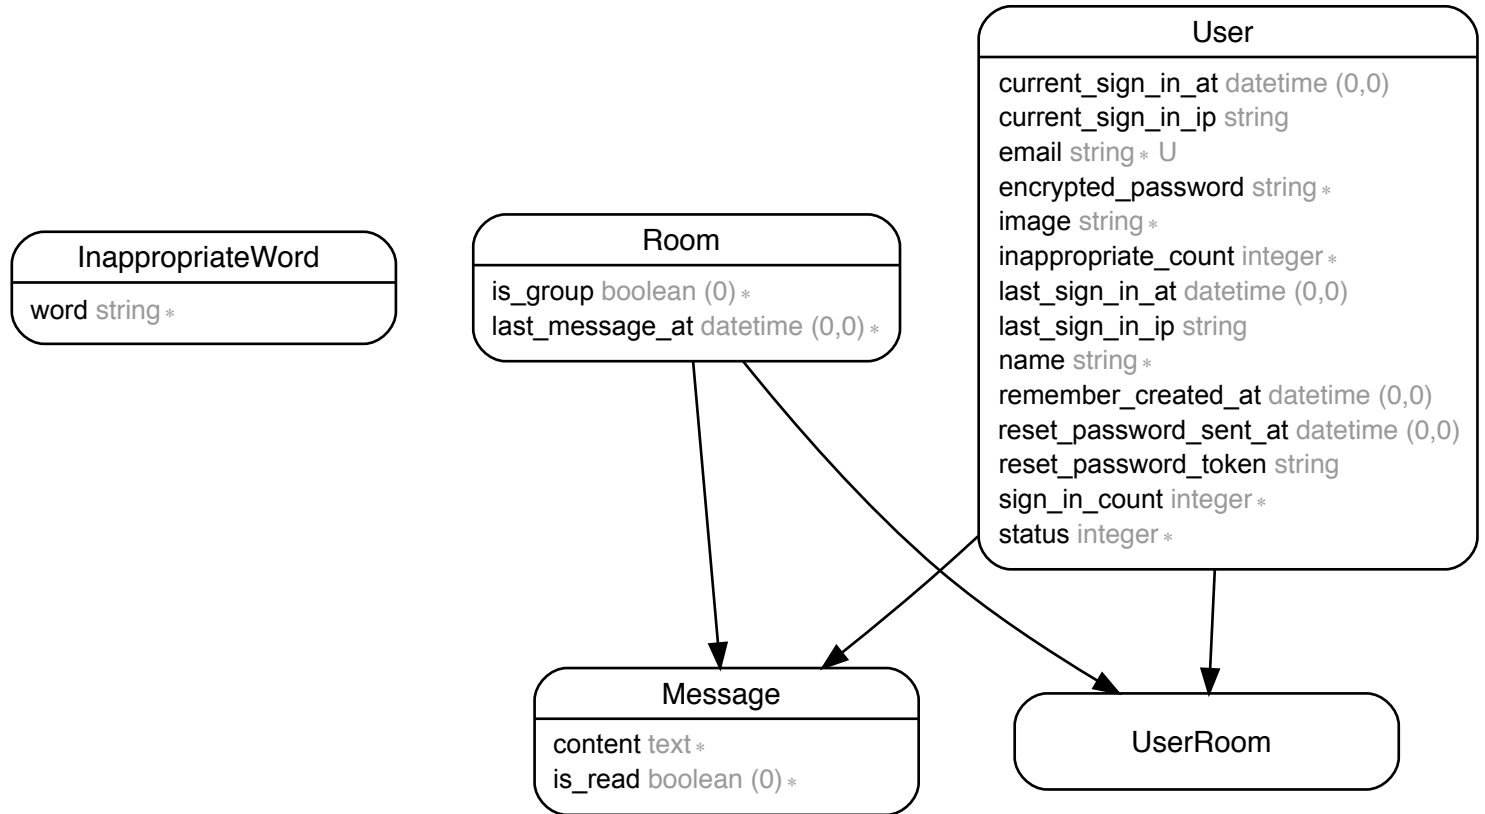 User
current_sign_in_at datetime (0,0)
current_sign_in_ip string
email string * U
encrypted_password string *
image string *
inappropriate_count integer *
last_sign_in_at datetime (0,0)
last_sign_in_ip string
name string *
remember_created_at datetime (0,0)
reset_password_sent_at datetime (0,0)
reset_password_token string
sign_in_count integer *
status integer *
InappropriateWord
word string *
Room
is_group boolean (0) *
last_message_at datetime (0,0) *
Message
content text *
is_read boolean (0) *
UserRoom